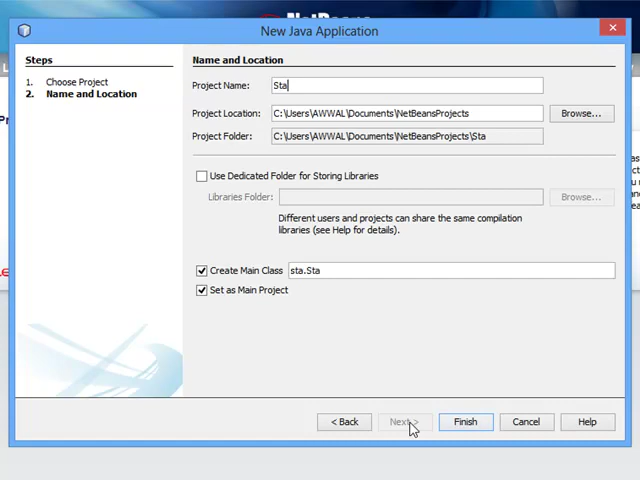 NetBeans
New Java Application
Steps
1. Choose Project
2. Name and Location
Name and Location
Project Name: Sta
Project Location: C:\Users\AWWAL\Documents\NetBeansProjects Browse...
Project Folder: C:\Users\AWWAL\Documents\NetBeansProjects\Sta
Use Dedicated Folder for Storing Libraries
Libraries Folder: Browse...
Different users and projects can share the same compilation
libraries (see Help for details).
Create Main Class sta.Sta
Set as Main Project
< Back Next > Finish Cancel Help